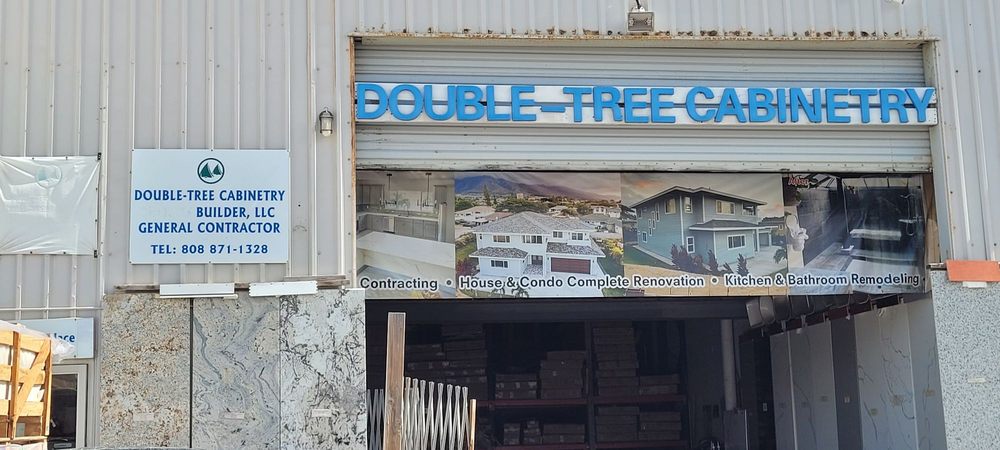 DOUBLE-TREE CABINETRY
DOUBLE-TREE CABINETRY
BUILDER, LLC
GENERAL CONTRACTOR
TEL: 808 871-1328
After
Contracting • House & Condo Complete Renovation • Kitchen & Bathroom Remodeling